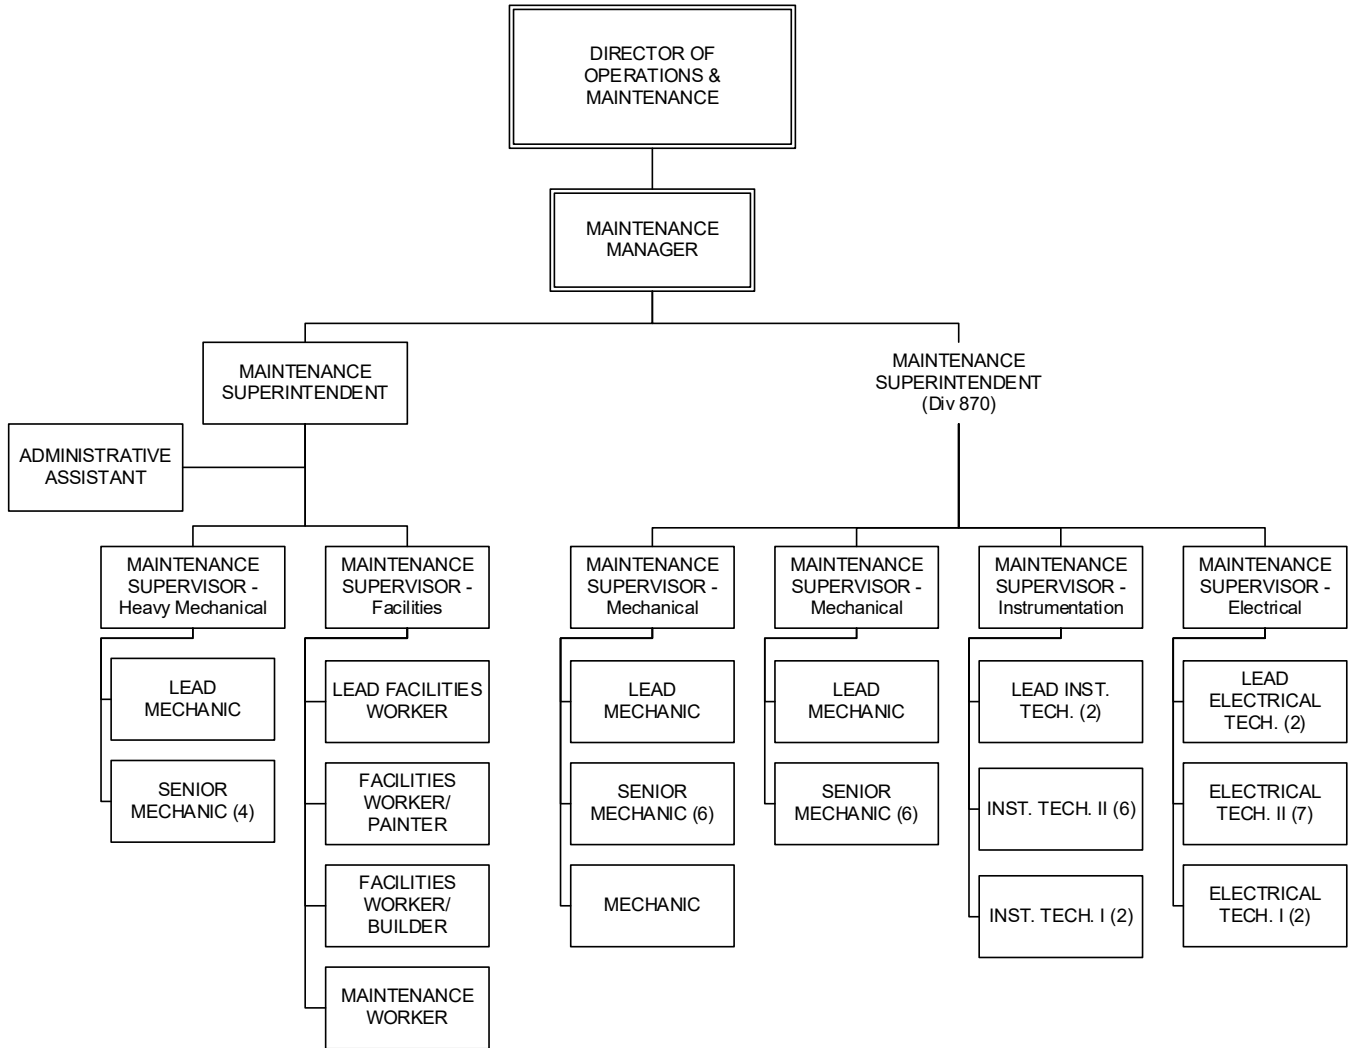 DIRECTOR OF
OPERATIONS &
MAINTENANCE
MAINTENANCE
MANAGER
MAINTENANCE
SUPERINTENDENT
MAINTENANCE
SUPERINTENDENT
(Div 870)
ADMINISTRATIVE
ASSISTANT
MAINTENANCE
SUPERVISOR -
Heavy Mechanical
LEAD
MECHANIC
SENIOR
MECHANIC (4)
MAINTENANCE
SUPERVISOR -
Facilities
LEAD FACILITIES
WORKER
FACILITIES
WORKER/
PAINTER
FACILITIES
WORKER/
BUILDER
MAINTENANCE
WORKER
MAINTENANCE
SUPERVISOR -
Mechanical
LEAD
MECHANIC
SENIOR
MECHANIC (6)
MECHANIC
MAINTENANCE
SUPERVISOR -
Mechanical
LEAD
MECHANIC
SENIOR
MECHANIC (6)
MAINTENANCE
SUPERVISOR -
Instrumentation
LEAD INST.
TECH. (2)
INST. TECH. II (6)
INST. TECH. I (2)
MAINTENANCE
SUPERVISOR -
Electrical
LEAD
ELECTRICAL
TECH. (2)
ELECTRICAL
TECH. II (7)
ELECTRICAL
TECH. I (2)